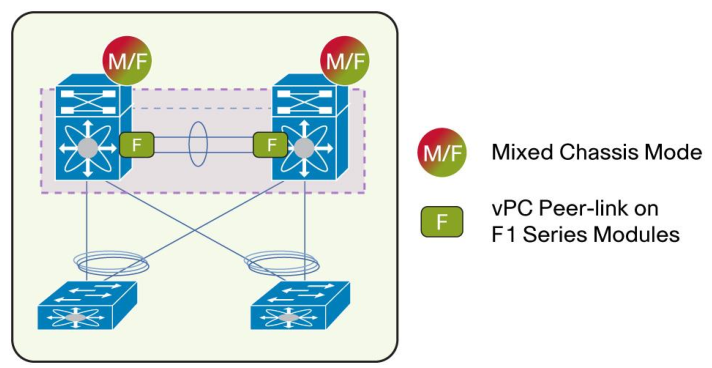 M/F
M/F
F
F
M/F
Mixed Chassis Mode
F
vPC Peer-link on
F1 Series Modules